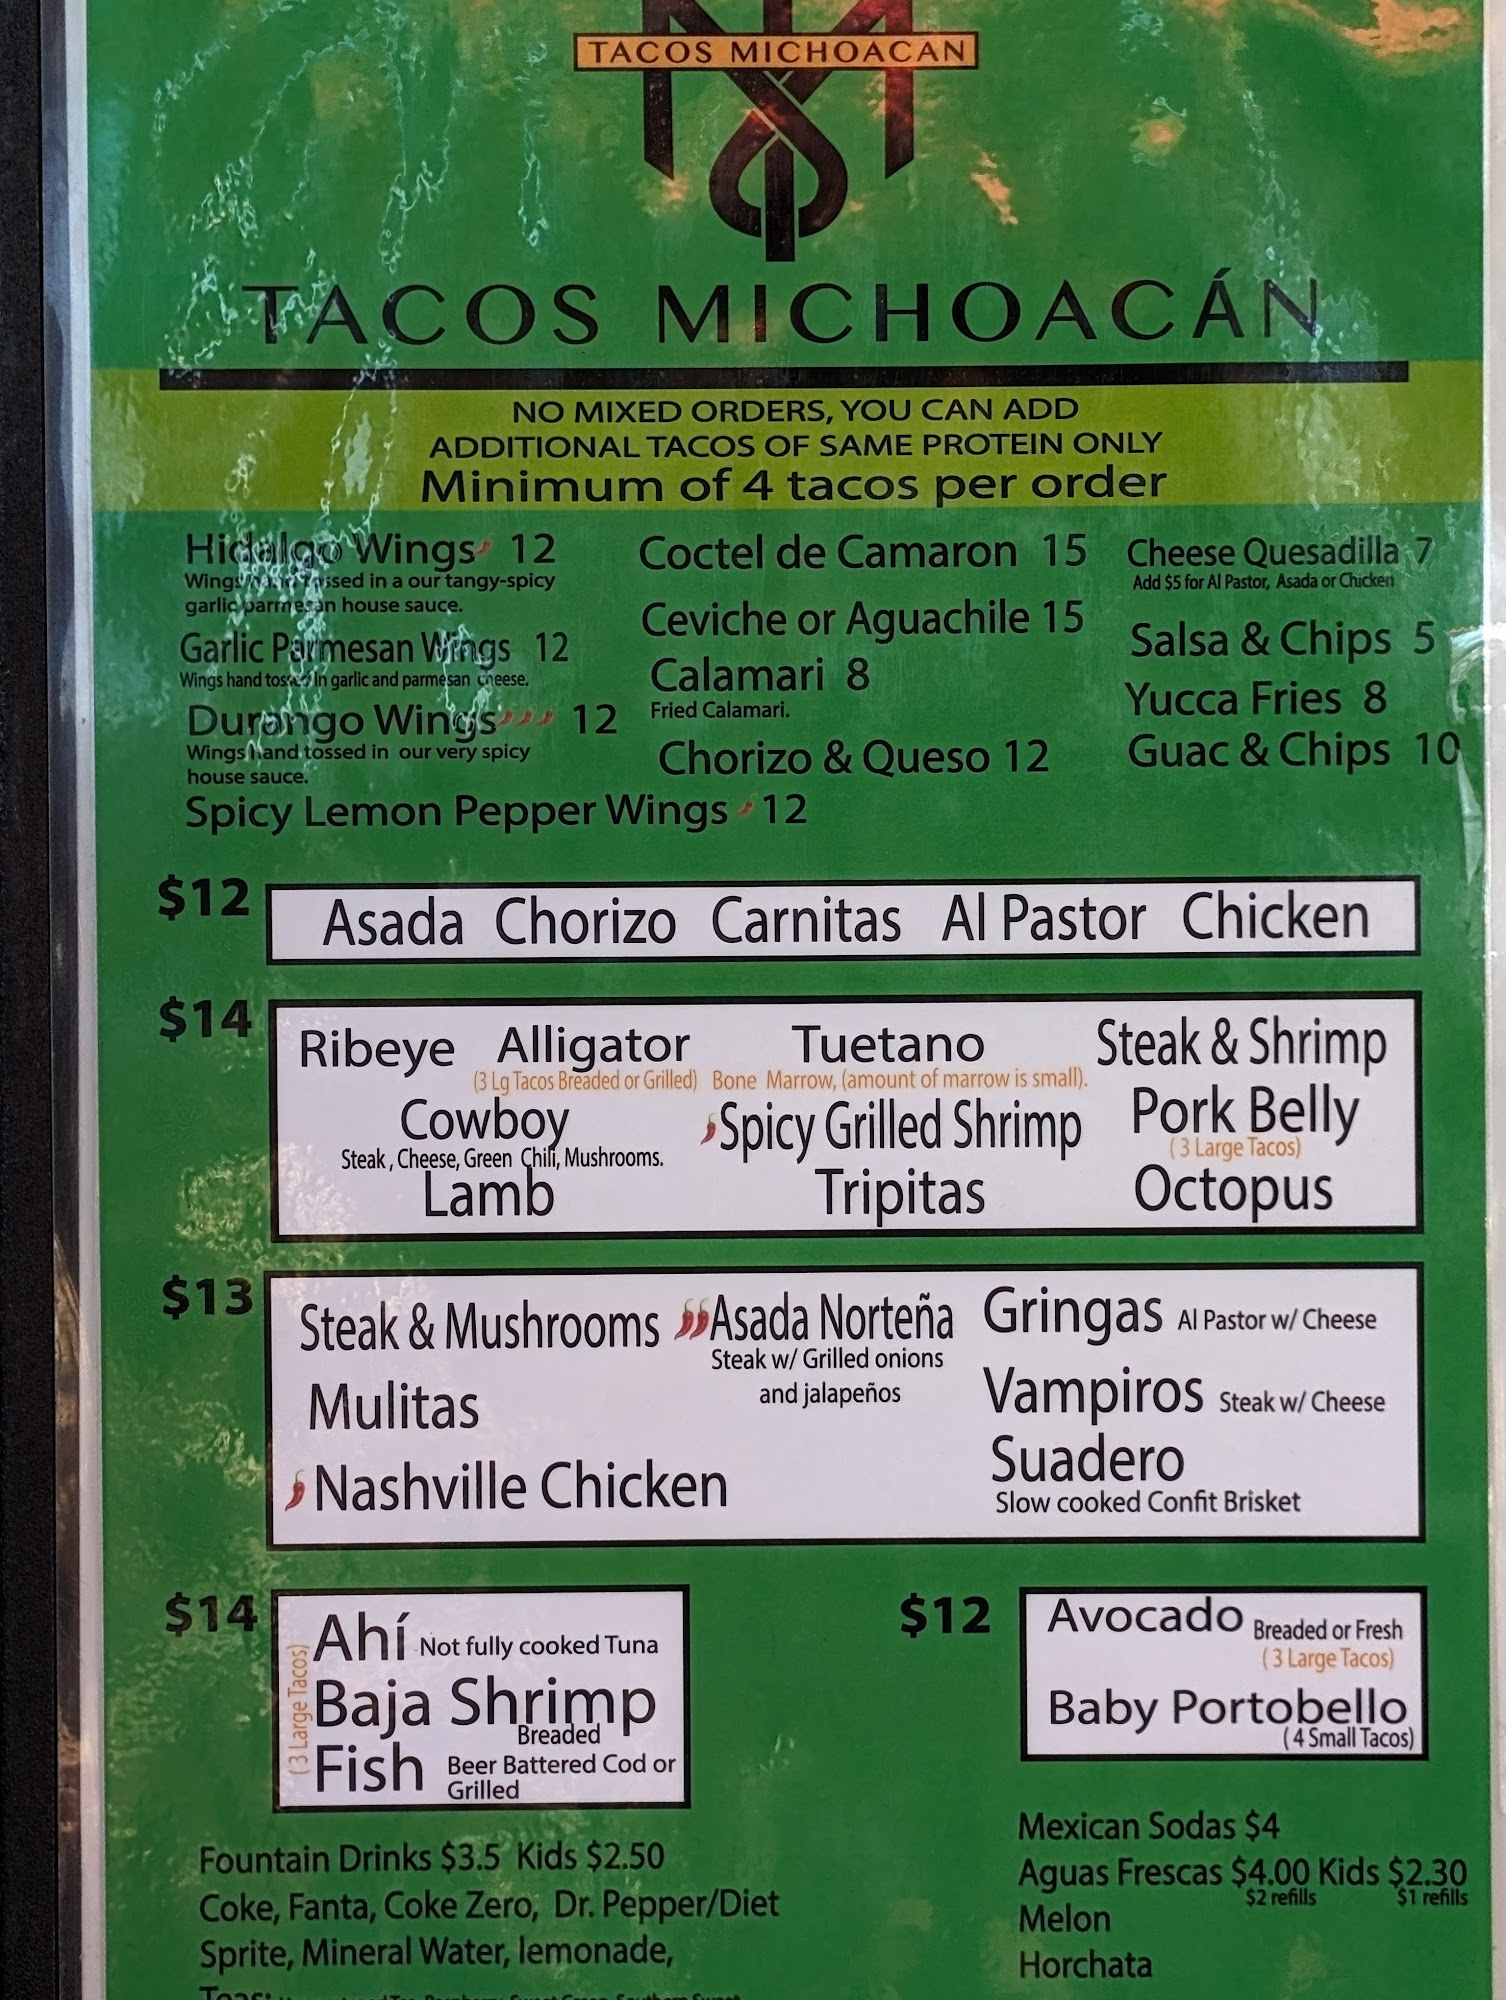 TACOS MICHOACAN
TACOS MICHOACÁN
NO MIXED ORDERS, YOU CAN ADD
ADDITIONAL TACOS OF SAME PROTEIN ONLY
Minimum of 4 tacos per order
Hidalgo Wings 12
Wings hand tossed in a our tangy-spicy
garlic parmesan house sauce.
Garlic Parmesan Wings 12
Wings hand tossed in garlic and parmesan cheese.
Durango Wings 12
Wings hand tossed in our very spicy
house sauce.
Spicy Lemon Pepper Wings 12
Coctel de Camaron 15
Ceviche or Aguachile 15
Calamari 8
Fried Calamari.
Chorizo & Queso 12
Cheese Quesadilla 7
Add $5 for Al Pastor, Asada or Chicken
Salsa & Chips 5
Yucca Fries 8
Guac & Chips 10
$12
Asada Chorizo Carnitas Al Pastor Chicken
$14
Ribeye Alligator Tuetano Steak & Shrimp
(3 Lg Tacos Breaded or Grilled) Bone Marrow, (amount of marrow is small).
Cowboy Spicy Grilled Shrimp Pork Belly
Steak, Cheese, Green Chili, Mushrooms. (3 Large Tacos)
Lamb Tripitas Octopus
$13
Steak & Mushrooms Asada Norteña Gringas Al Pastor w/ Cheese
Steak w/ Grilled onions
and jalapeños
Mulitas Vampiros Steak w/ Cheese
Nashville Chicken Suadero
Slow cooked Confit Brisket
$14
(3 Large Tacos)
Ahí Not fully cooked Tuna
Baja Shrimp
Breaded
Fish Beer Battered Cod or
Grilled
$12
Avocado Breaded or Fresh
(3 Large Tacos)
Baby Portobello
(4 Small Tacos)
Fountain Drinks $3.5 Kids $2.50
Coke, Fanta, Coke Zero, Dr. Pepper/Diet
Sprite, Mineral Water, lemonade,
Teas:
Mexican Sodas $4
Aguas Frescas $4.00 Kids $2.30
$2 refills $1 refills
Melon
Horchata